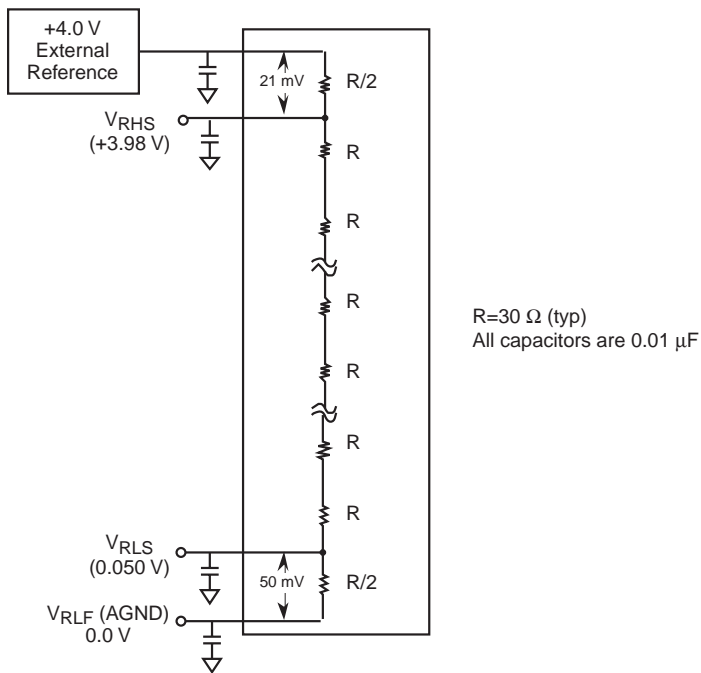 +4.0 V
External
Reference
21 mV
R/2
VRHS
(+3.98 V)
R
R
R
R
R=30 Ω (typ)
All capacitors are 0.01 µF
R
R
VRLS
(0.050 V)
50 mV
R/2
VRLF (AGND)
0.0 V